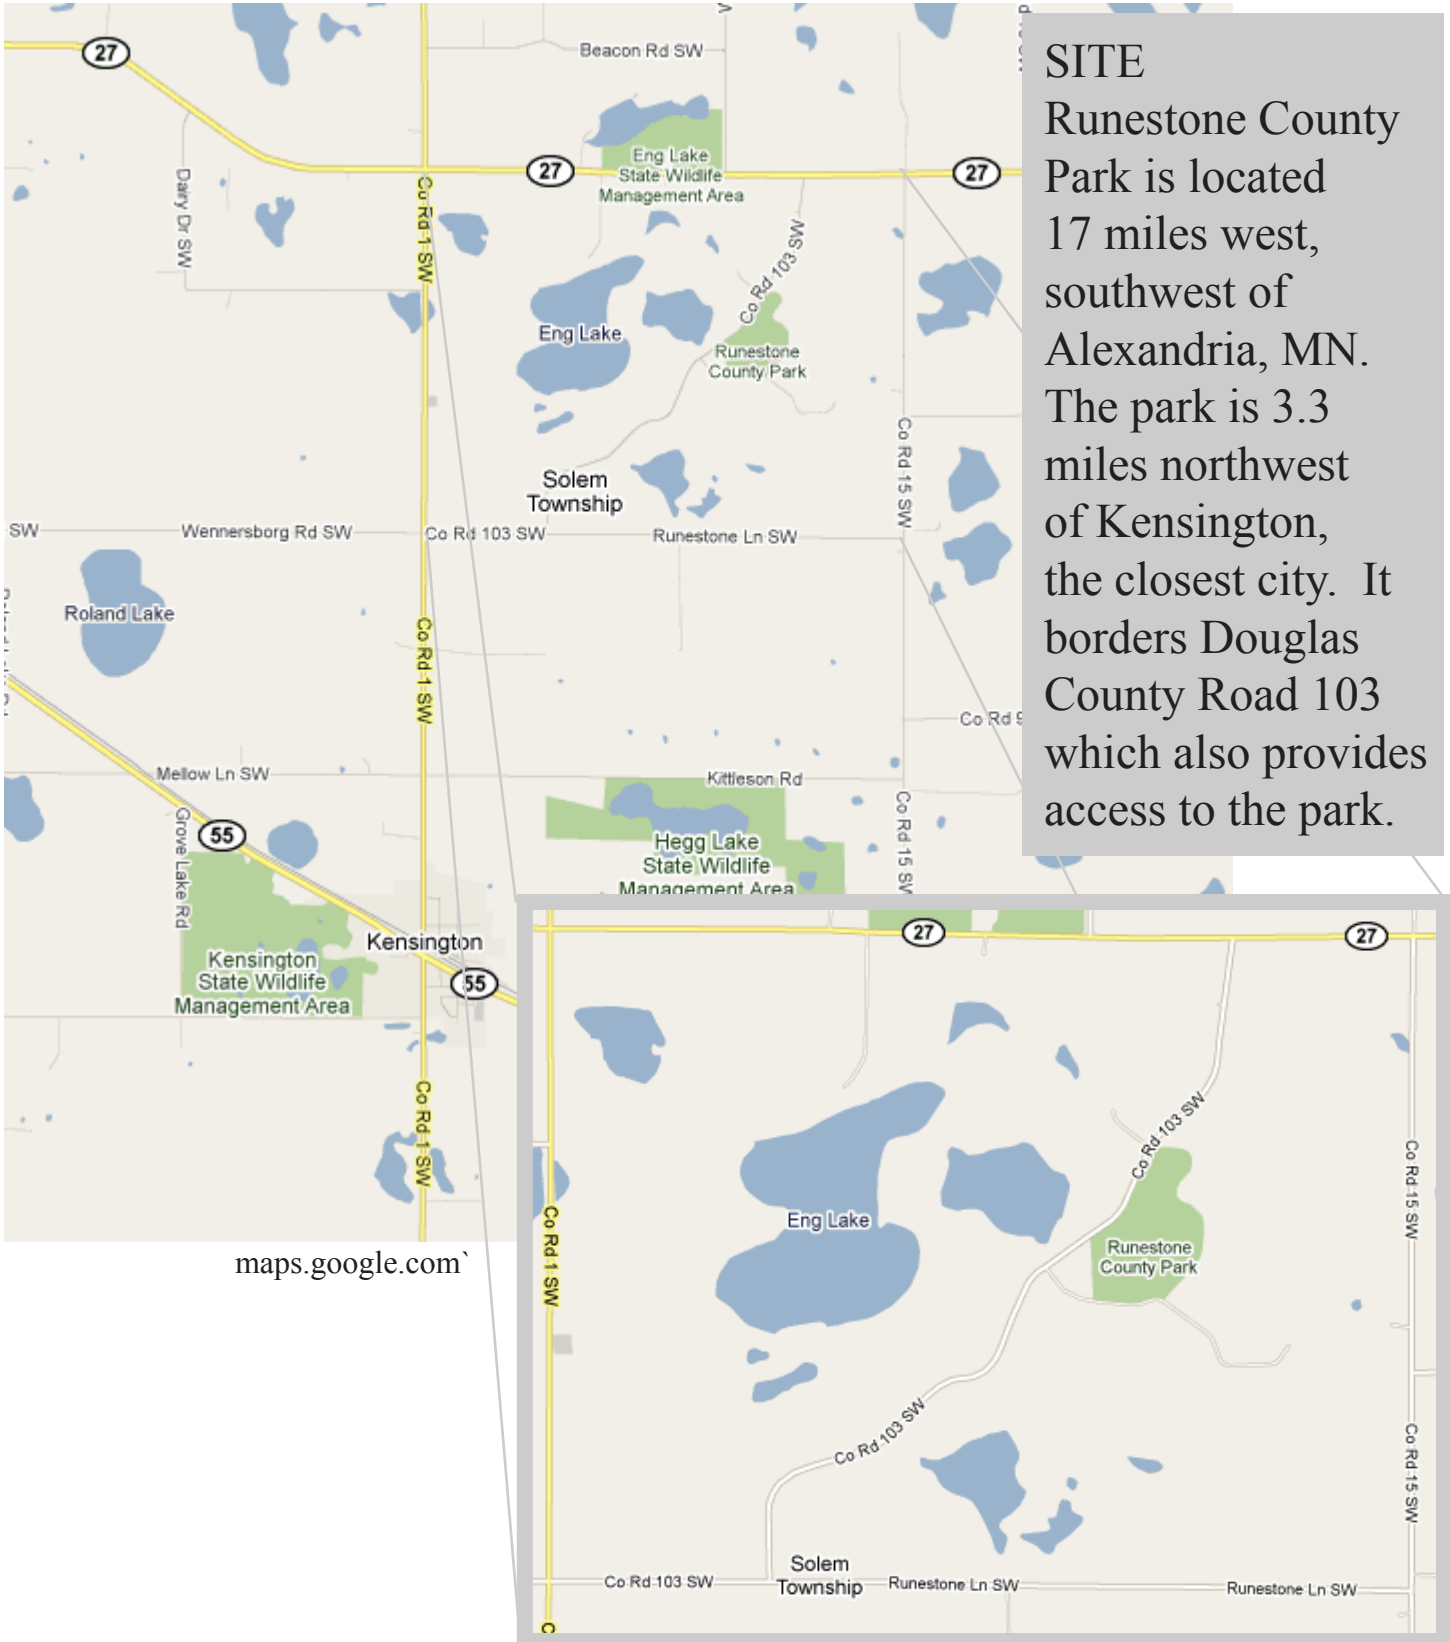 27
Beacon Rd SW
SITE
Runestone County
Park is located
17 miles west,
southwest of
Alexandria, MN.
The park is 3.3
miles northwest
of Kensington,
the closest city.  It
borders Douglas
County Road 103
which also provides
access to the park.
Eng Lake
State Wildlife
Management Area
27
27
Dairy Dr SW
Co Rd 1 SW
Co Rd 103 SW
Eng Lake
Runestone
County Park
Co Rd 15 SW
Solem
Township
SW
Wennersborg Rd SW
Co Rd 103 SW
Runestone Ln SW
Roland Lake
Co Rd 1 SW
Co Rd 9
Mellow Ln SW
Kittleson Rd
Grove Lake Rd
55
Co Rd 15 SW
Hegg Lake
State Wildlife
Management Area
Kensington
55
Kensington
State Wildlife
Management Area
Co Rd 1 SW
maps.google.com`
27
27
Co Rd 103 SW
Co Rd 15 SW
Eng Lake
Co Rd 1 SW
Runestone
County Park
Co Rd 103 SW
Co Rd 15 SW
Solem
Township
Co Rd 103 SW
Runestone Ln SW
Runestone Ln SW